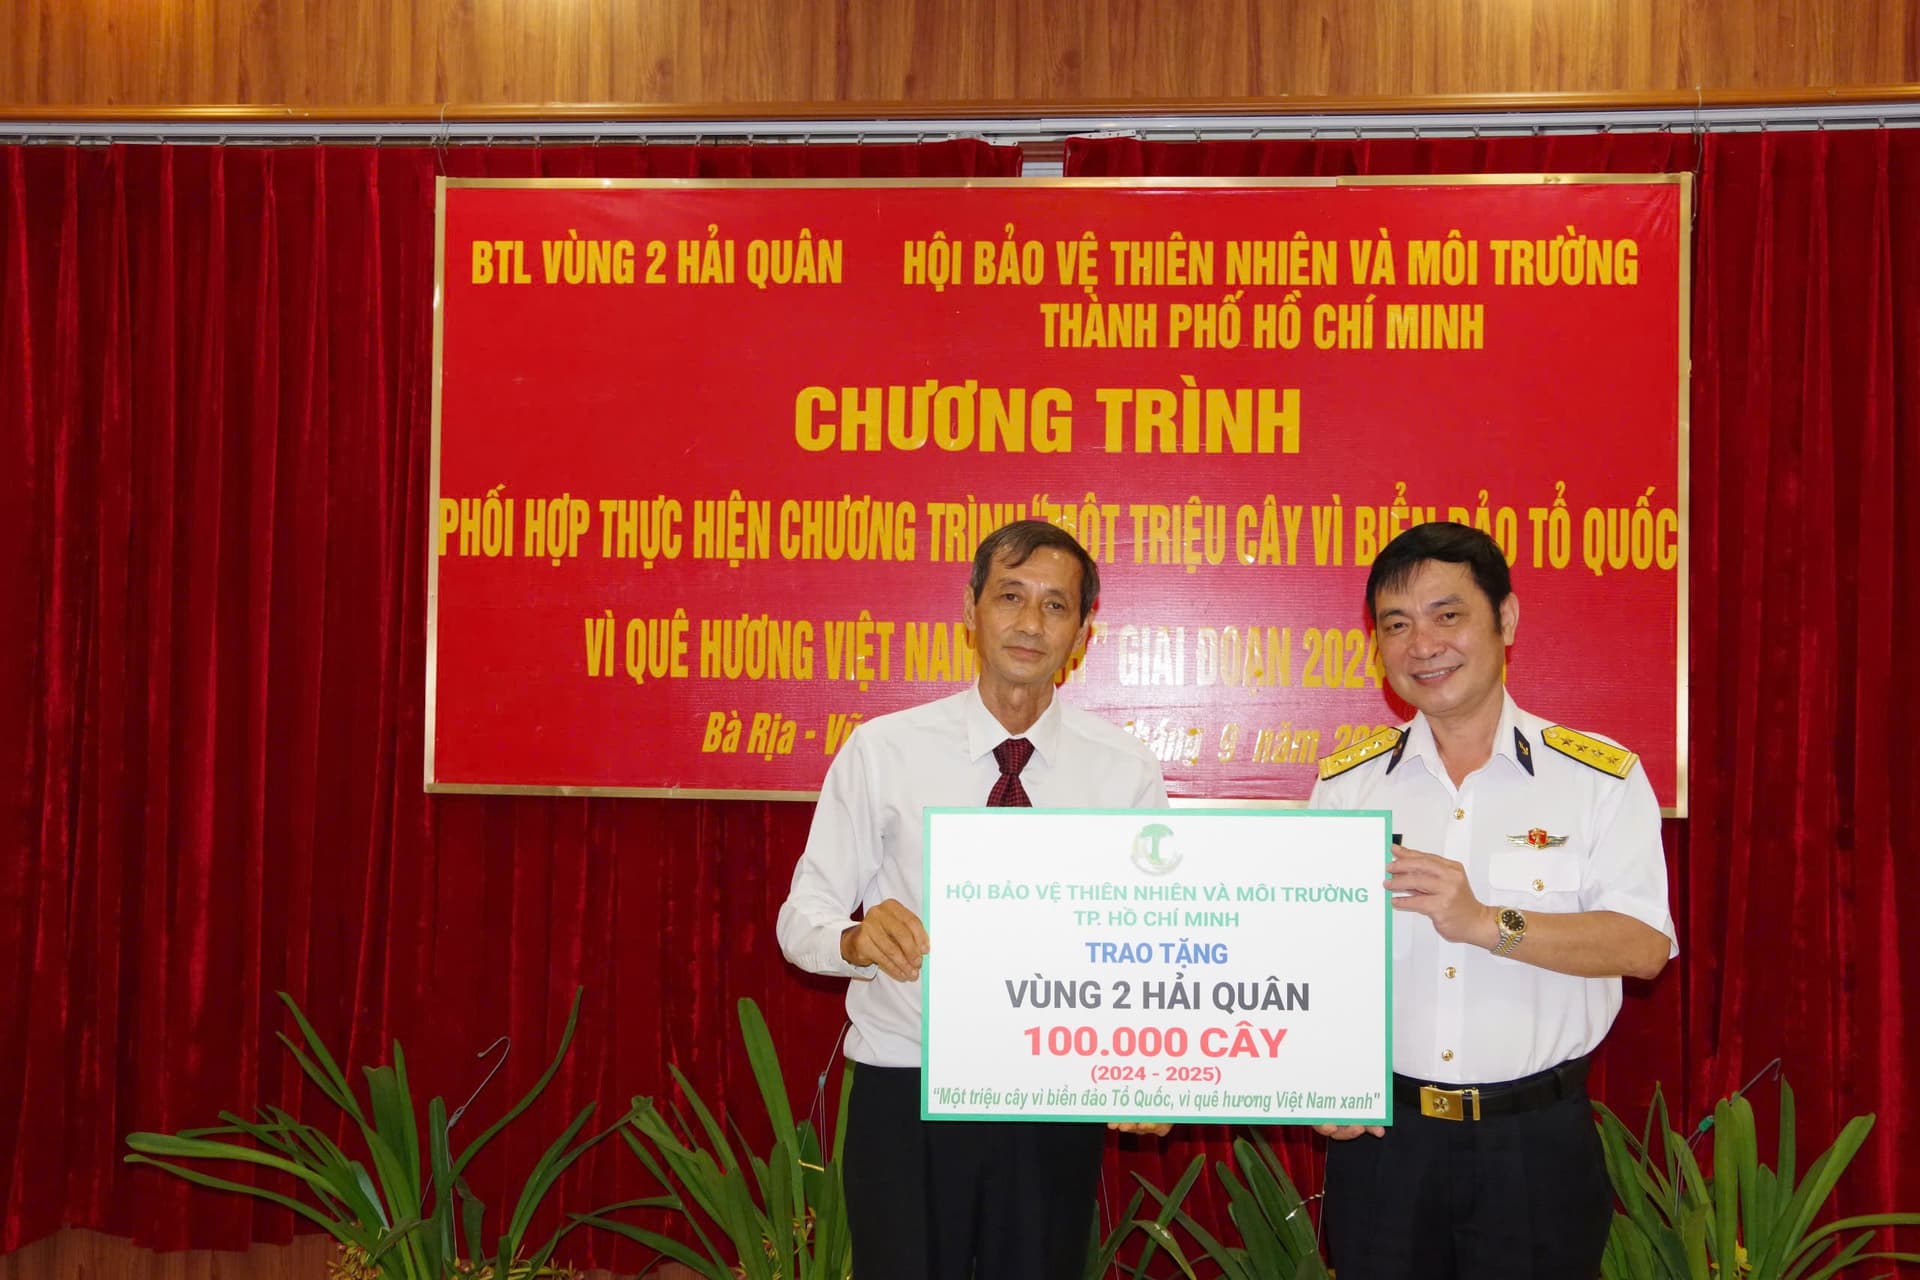 BTL VÙNG 2 HẢI QUÂN HỘI BẢO VỆ THIÊN NHIÊN VÀ MÔI TRƯỜNG
THÀNH PHỐ HỒ CHÍ MINH
CHƯƠNG TRÌNH
PHỐI HỢP THỰC HIỆN CHƯƠNG TRÌNH "MỘT TRIỆU CÂY VÌ BIỂN ĐẢO TỔ QUỐC
VÌ QUÊ HƯƠNG VIỆT NAM " GIAI ĐOẠN 2024
Bà Rịa - tháng 9 năm
HỘI BẢO VỆ THIÊN NHIÊN VÀ MÔI TRƯỜNG
TP. HỒ CHÍ MINH
TRAO TẶNG
VÙNG 2 HẢI QUÂN
100.000 CÂY
(2024 - 2025)
"Một triệu cây vì biển đảo Tổ Quốc, vì quê hương Việt Nam xanh"